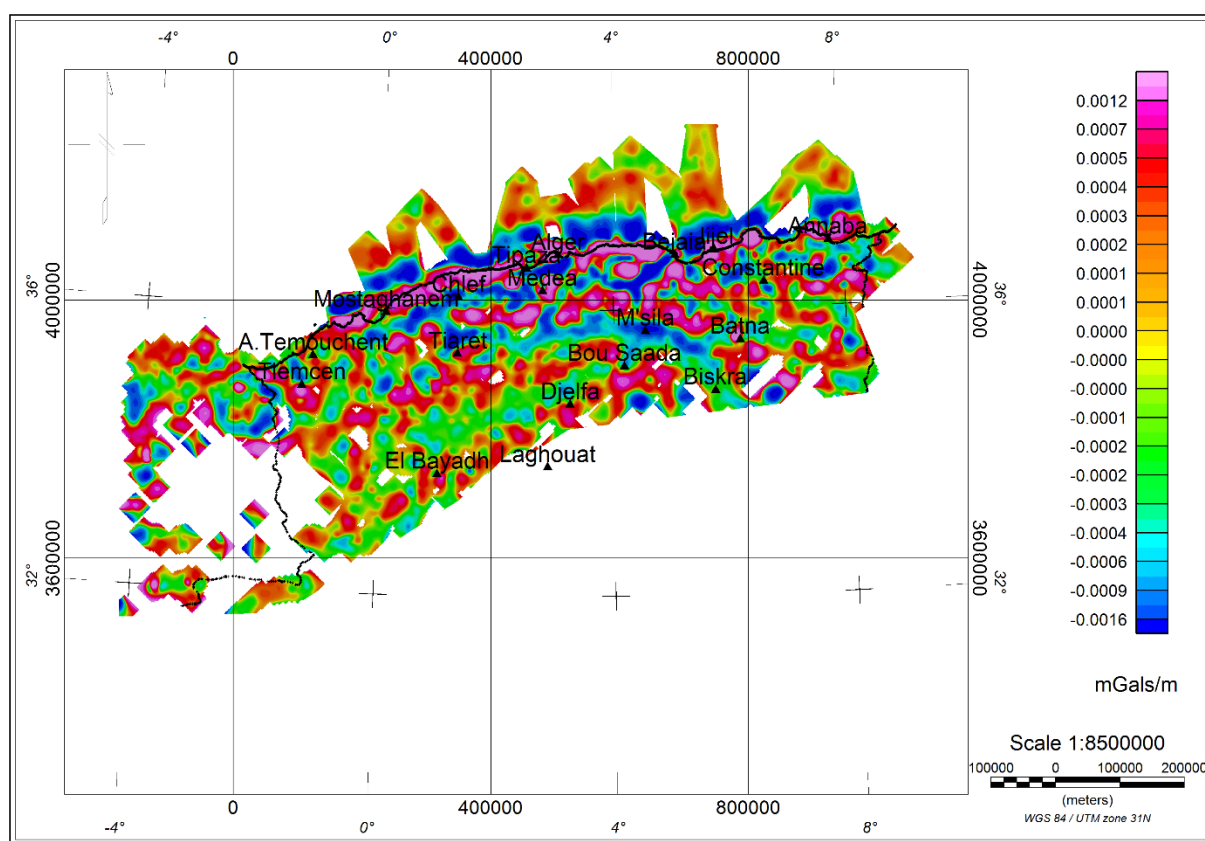 -4° 0° 4° 8°
0 400000 800000
0.0012
0.0007
0.0005
0.0004
0.0003
0.0002
0.0001
0.0001
0.0000
-0.0000
-0.0000
-0.0001
-0.0002
-0.0002
-0.0003
-0.0004
-0.0006
-0.0009
-0.0016
mGals/m
Annaba
Alger
Bejaia Jijel
Tipaza
Constantine
Medea
Chlef
36° 4000000
4000000 36°
Mostaghanem
M'sila
Batna
A.Temouchent
Tiaret
Bou Saada
Tlemcen
Biskra
Djelfa
El Bayadh
Laghouat
32° 3600000
3600000 32°
Scale 1:8500000
100000 0 100000 200000
(meters)
WGS 84 / UTM zone 31N
0 400000 800000
-4° 0° 4° 8°